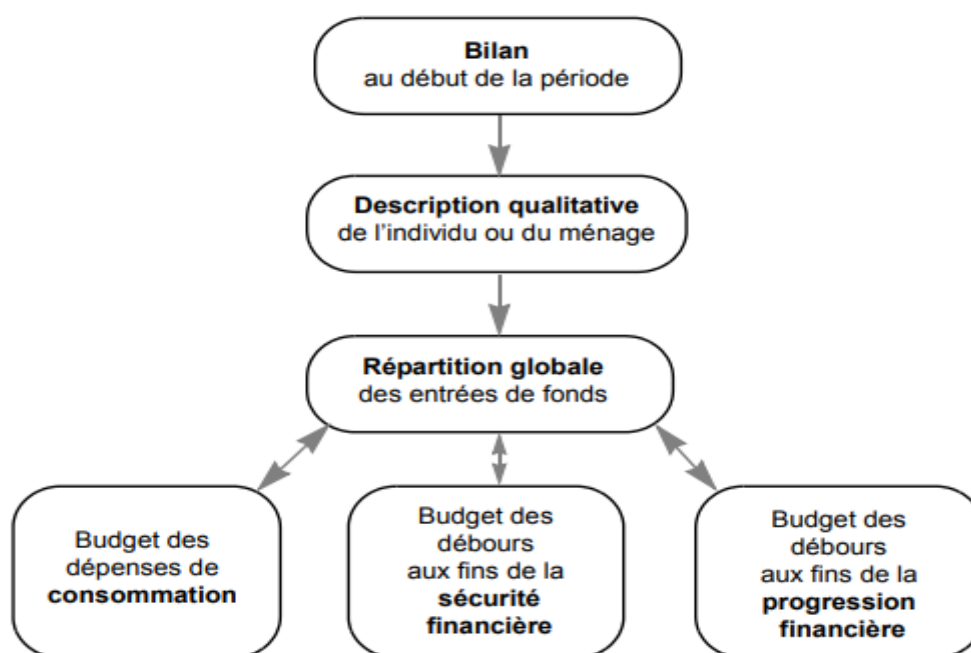 Bilan
au début de la période
Description qualitative
de l'individu ou du ménage
Répartition globale
des entrées de fonds
Budget des
dépenses de
consommation
Budget des
débours
aux fins de la
sécurité
financière
Budget des
débours
aux fins de la
progression
financière